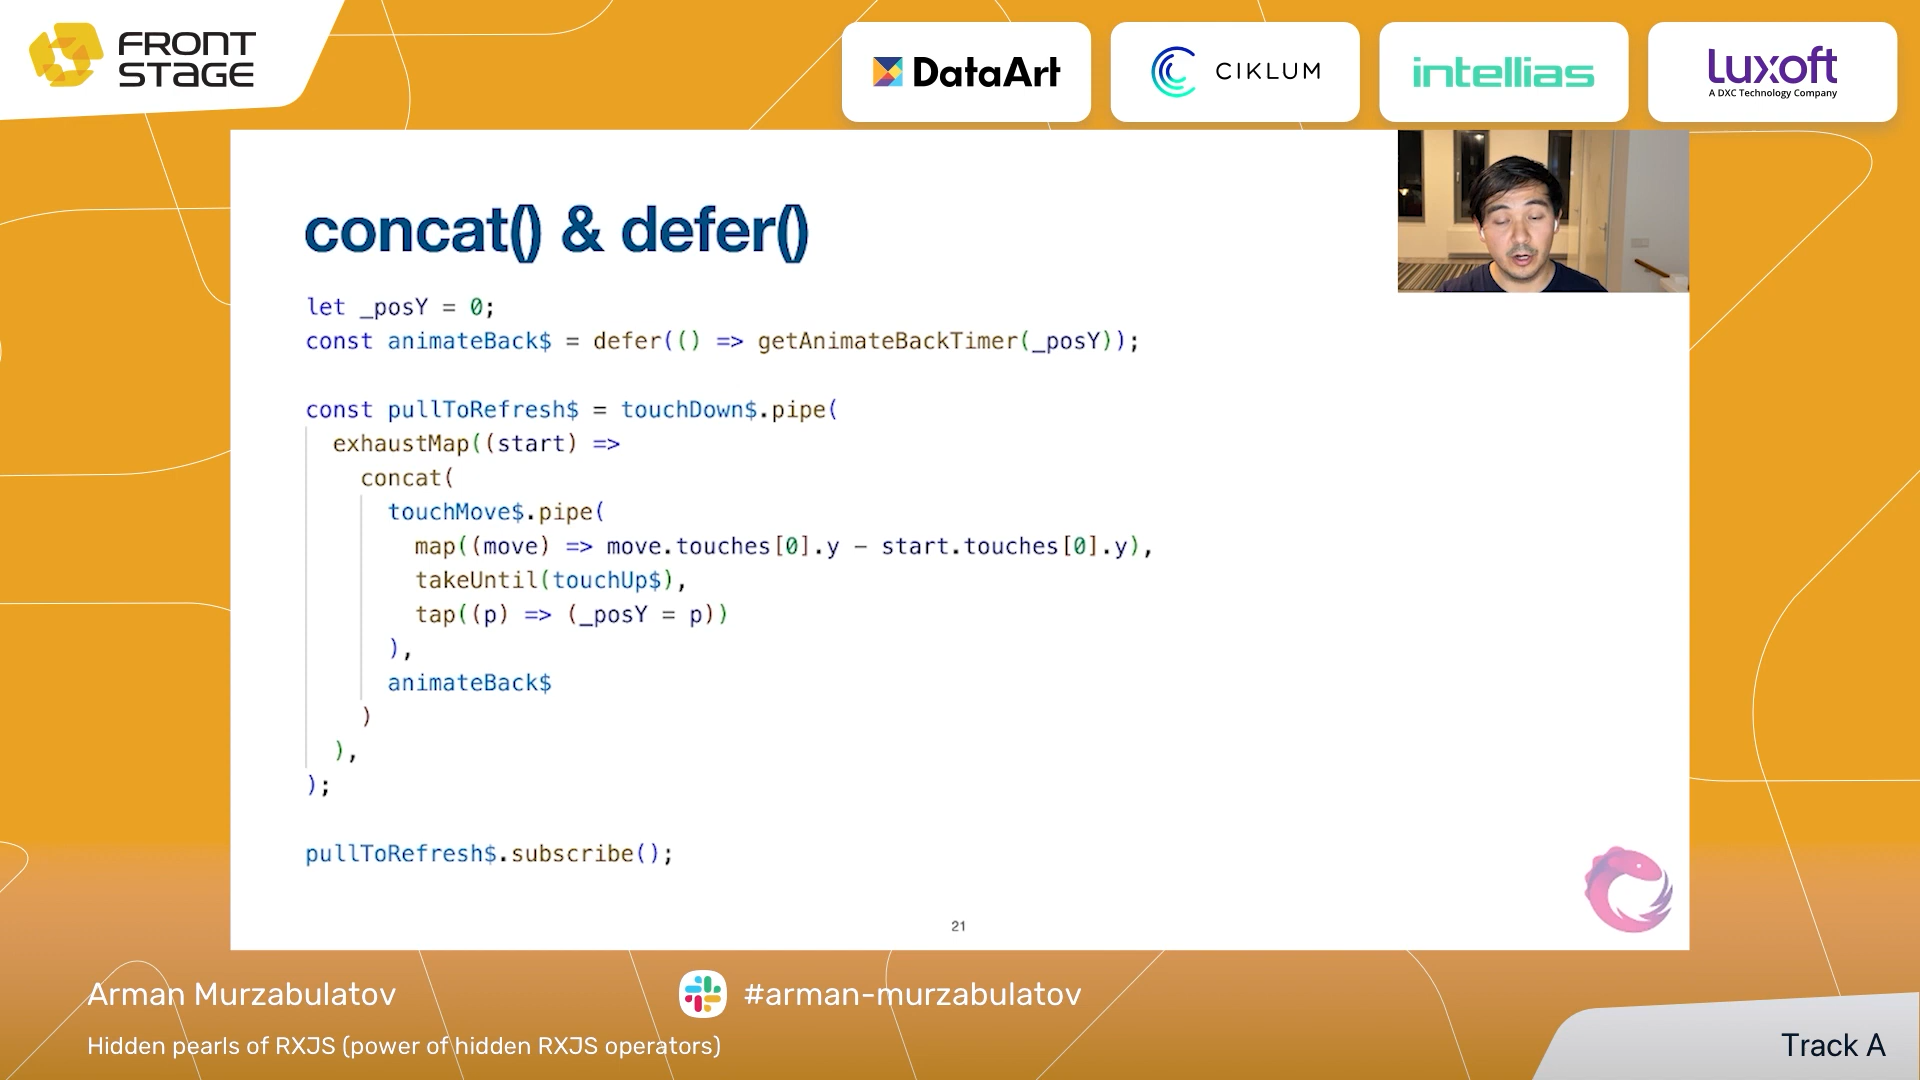 FRONT
STAGE
DataArt
CIKLUM
intellias
Luxoft
A DXC Technology Company
concat() & defer()
let _posY = 0;
const animateBack$ = defer(() => getAnimateBackTimer(_posY));
const pullToRefresh$ = touchDown$.pipe(
exhaustMap((start) =>
concat(
touchMove$.pipe(
map((move) => move.touches[0].y – start.touches[0].y),
takeUntil(touchUp$),
tap((p) => (_posY = p))
),
animateBack$
)
),
);
pullToRefresh$.subscribe();
21
Arman Murzabulatov
#arman-murzabulatov
Hidden pearls of RXJS (power of hidden RXJS operators)
Track A